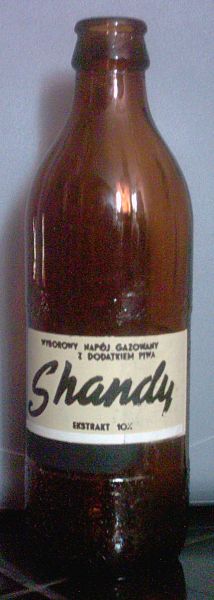 WYBOROWY NAPÓJ GAZOWANY
Z DODATKIEM PIWA
Shandy
EKSTRAKT 10%